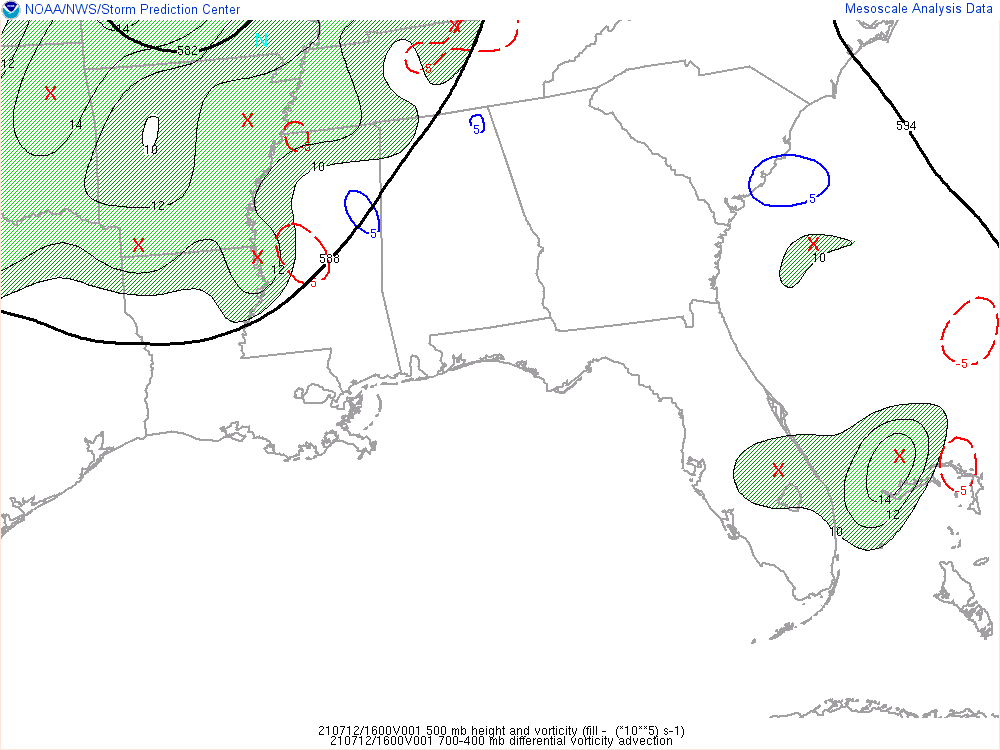 NOAA/NWS/Storm Prediction Center
Mesoscale Analysis Data
14
582
N
X
12
-5
X
X
14
5
594
10
5
10
12
5
X
X
5
X
X
588
10
12
5
-5
X
X
5
14
12
10
210712/1600V001 500 mb height and vorticity (fill - (*10**5) s-1)
210712/1600V001 700-400 mb differential vorticity advection